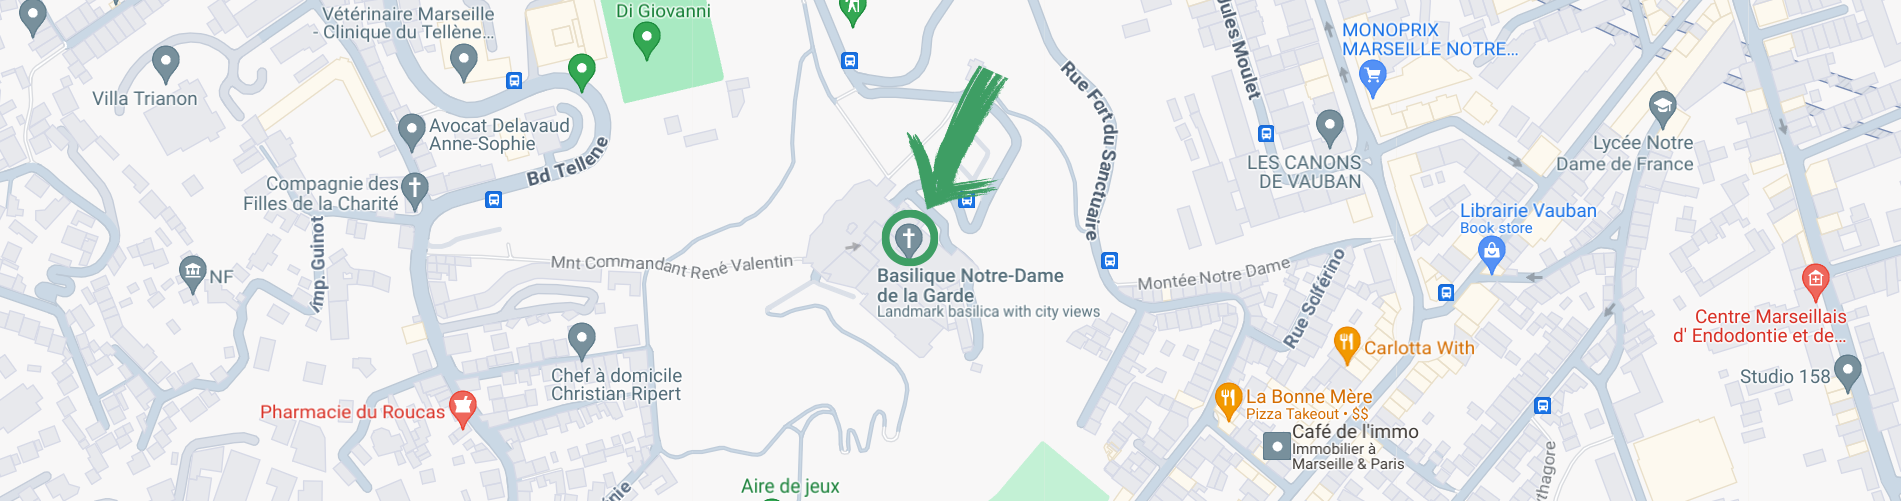 Vétérinaire Marseille
- Clinique du Tellène...
Di Giovanni
Jules Moulet
MONOPRIX
MARSEILLE NOTRE...
Villa Trianon
Avocat Delavaud
Anne-Sophie
Bd Tellene
Rue Fort du Sanctuaire
LES CANONS
DE VAUBAN
Lycée Notre
Dame de France
Compagnie des
Filles de la Charité
Imp. Guinot
Librairie Vauban
Book store
NF
Mnt Commandant René Valentin
Basilique Notre-Dame
de la Garde
Landmark basilica with city views
Montée Notre Dame
Rue Solférino
Centre Marseillais
d' Endodontie et de...
Carlotta With
Studio 158
Chef à domicile
Christian Ripert
Pharmacie du Roucas
La Bonne Mère
Pizza Takeout • $$
Café de l'immo
Immobilier à
Marseille & Paris
Aire de jeux